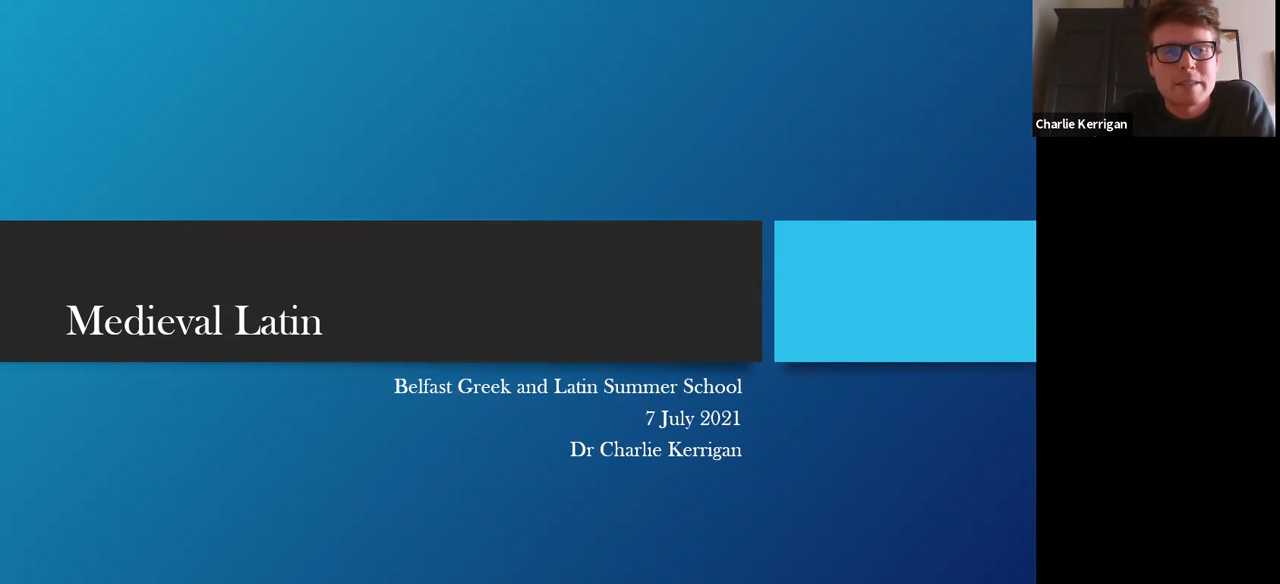 Charlie Kerrigan
Medieval Latin
Belfast Greek and Latin Summer School
7 July 2021
Dr Charlie Kerrigan